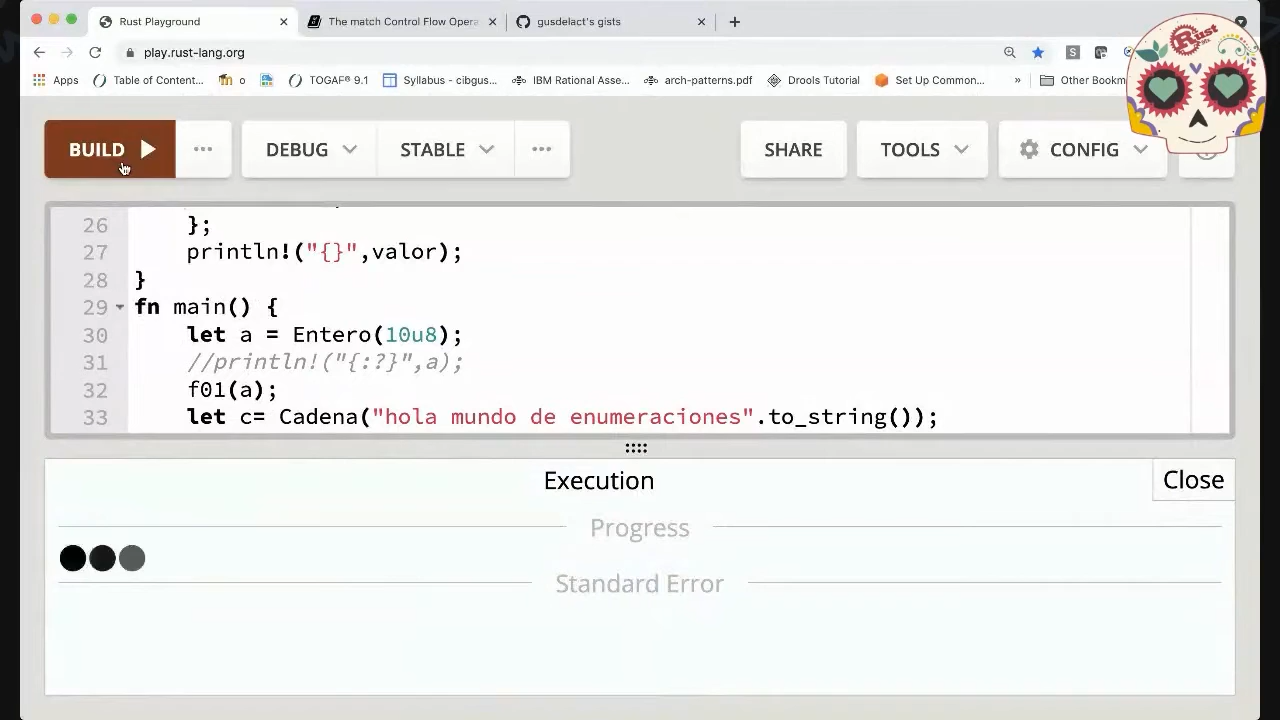 Rust Playground
The match Control Flow Opera
gusdelact's gists
play.rust-lang.org
S
Apps
Table of Content...
o
TOGAF® 9.1
Syllabus - cibgus...
IBM Rational Asse...
arch-patterns.pdf
Drools Tutorial
Set Up Common...
»
Other Bookm
Rust
BUILD
...
DEBUG
STABLE
...
SHARE
TOOLS
CONFIG
26 };
27 println!("{}",valor);
28 }
29 fn main() {
30 let a = Entero(10u8);
31 //println!("{:?}",a);
32 f01(a);
33 let c= Cadena("hola mundo de enumeraciones".to_string());
Execution
Close
Progress
Standard Error